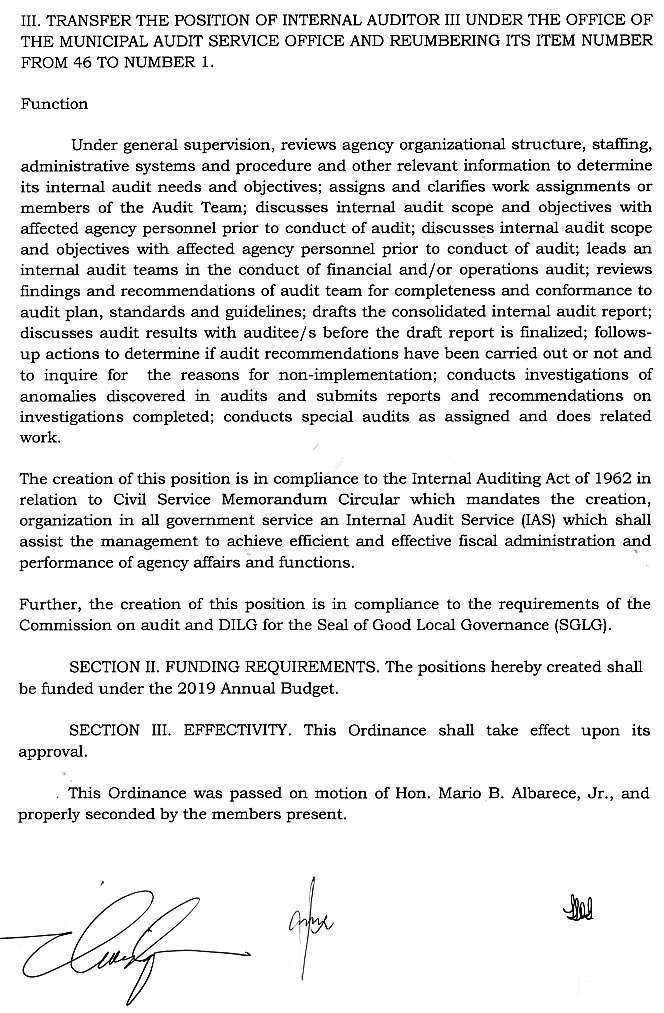 III. TRANSFER THE POSITION OF INTERNAL AUDITOR III UNDER THE OFFICE OF
THE MUNICIPAL AUDIT SERVICE OFFICE AND REUMBERING ITS ITEM NUMBER
FROM 46 TO NUMBER 1.
Function
Under general supervision, reviews agency organizational structure, staffing,
administrative systems and procedure and other relevant information to determine
its internal audit needs and objectives; assigns and clarifies work assignments or
members of the Audit Team; discusses internal audit scope and objectives with
affected agency personnel prior to conduct of audit; discusses internal audit scope
and objectives with affected agency personnel prior to conduct of audit; leads an
internal audit teams in the conduct of financial and/or operations audit; reviews
findings and recommendations of audit team for completeness and conformance to
audit plan, standards and guidelines; drafts the consolidated internal audit report;
discusses audit results with auditee/s before the draft report is finalized; follows-
up actions to determine if audit recommendations have been carried out or not and
to inquire for the reasons for non-implementation; conducts investigations of
anomalies discovered in audits and submits reports and recommendations on
investigations completed; conducts special audits as assigned and does related
work.
The creation of this position is in compliance to the Internal Auditing Act of 1962 in
relation to Civil Service Memorandum Circular which mandates the creation,
organization in all government service an Internal Audit Service (IAS) which shall
assist the management to achieve efficient and effective fiscal administration and
performance of agency affairs and functions.
Further, the creation of this position is in compliance to the requirements of the
Commission on audit and DILG for the Seal of Good Local Governance (SGLG).
SECTION II. FUNDING REQUIREMENTS. The positions hereby created shall
be funded under the 2019 Annual Budget.
SECTION III. EFFECTIVITY. This Ordinance shall take effect upon its
approval.
This Ordinance was passed on motion of Hon. Mario B. Albarece, Jr., and
properly seconded by the members present.